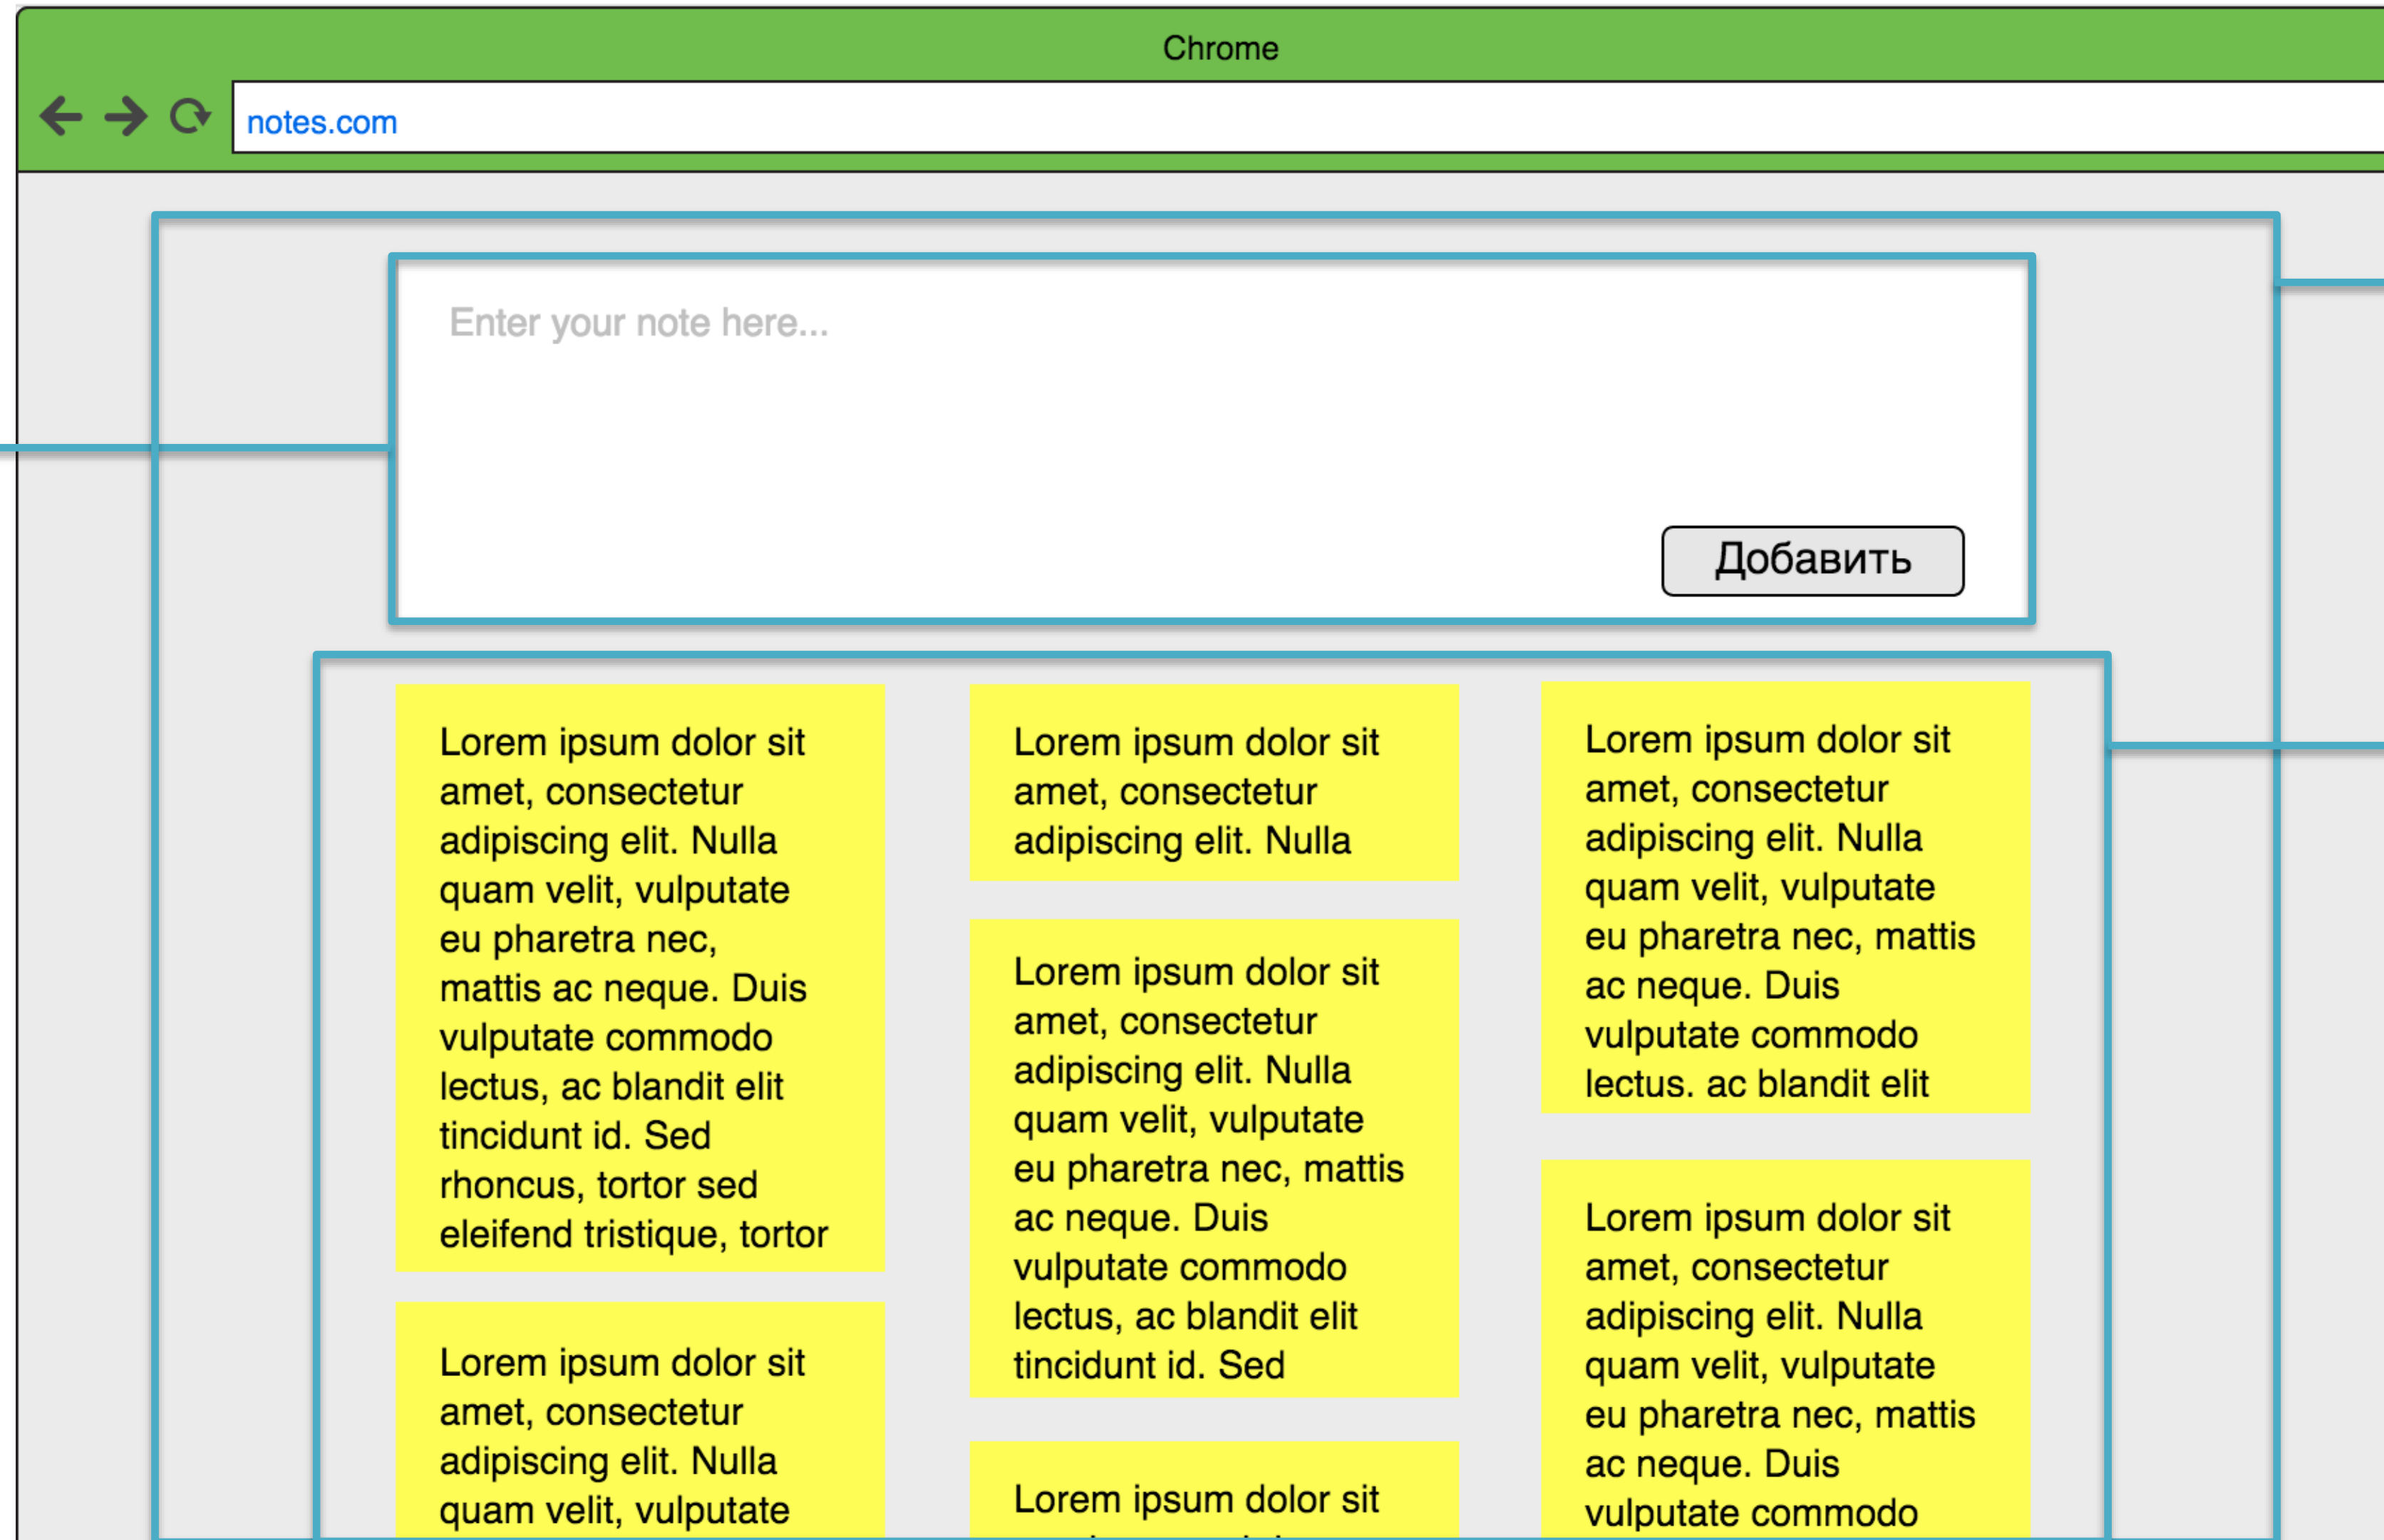 Chrome
notes.com
Enter your note here...
Добавить
Lorem ipsum dolor sit
amet, consectetur
adipiscing elit. Nulla
quam velit, vulputate
eu pharetra nec,
mattis ac neque. Duis
vulputate commodo
lectus, ac blandit elit
tincidunt id. Sed
rhoncus, tortor sed
eleifend tristique, tortor
Lorem ipsum dolor sit
amet, consectetur
adipiscing elit. Nulla
quam velit, vulputate
Lorem ipsum dolor sit
amet, consectetur
adipiscing elit. Nulla
Lorem ipsum dolor sit
amet, consectetur
adipiscing elit. Nulla
quam velit, vulputate
eu pharetra nec, mattis
ac neque. Duis
vulputate commodo
lectus, ac blandit elit
tincidunt id. Sed
Lorem ipsum dolor sit
Lorem ipsum dolor sit
amet, consectetur
adipiscing elit. Nulla
quam velit, vulputate
eu pharetra nec, mattis
ac neque. Duis
vulputate commodo
lectus. ac blandit elit
Lorem ipsum dolor sit
amet, consectetur
adipiscing elit. Nulla
quam velit, vulputate
eu pharetra nec, mattis
ac neque. Duis
vulputate commodo